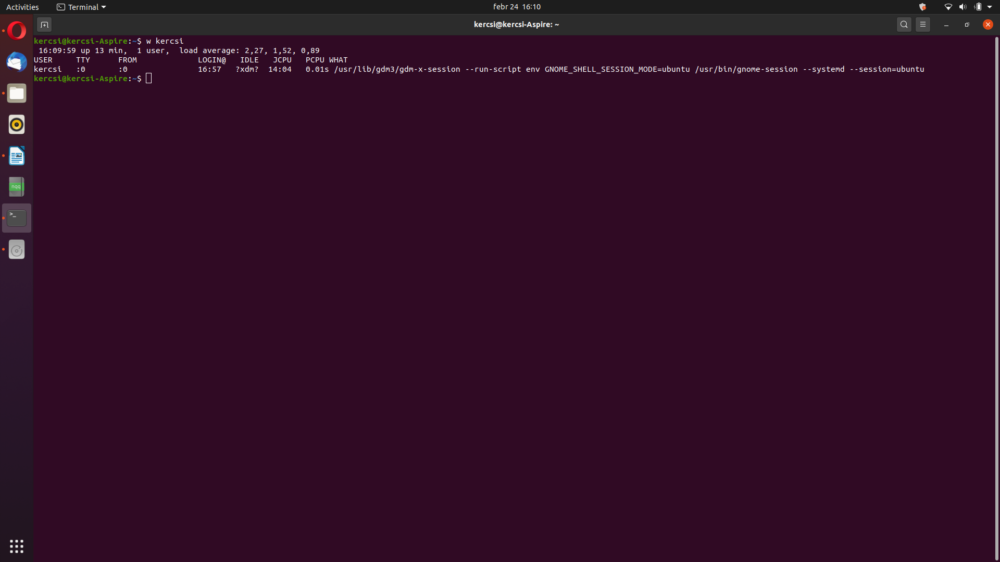 Activities Terminal febr 24 16:10
kercsi@kercsi-Aspire: ~
kercsi@kercsi-Aspire:~$ w kercsi
 16:09:59 up 13 min,  1 user,  load average: 2,27, 1,52, 0,89
USER     TTY      FROM             LOGIN@   IDLE   JCPU   PCPU WHAT
kercsi   :0       :0               16:57   ?xdm?  14:04   0.01s /usr/lib/gdm3/gdm-x-session --run-script env GNOME_SHELL_SESSION_MODE=ubuntu /usr/bin/gnome-session --systemd --session=ubuntu
kercsi@kercsi-Aspire:~$
nqq
>_